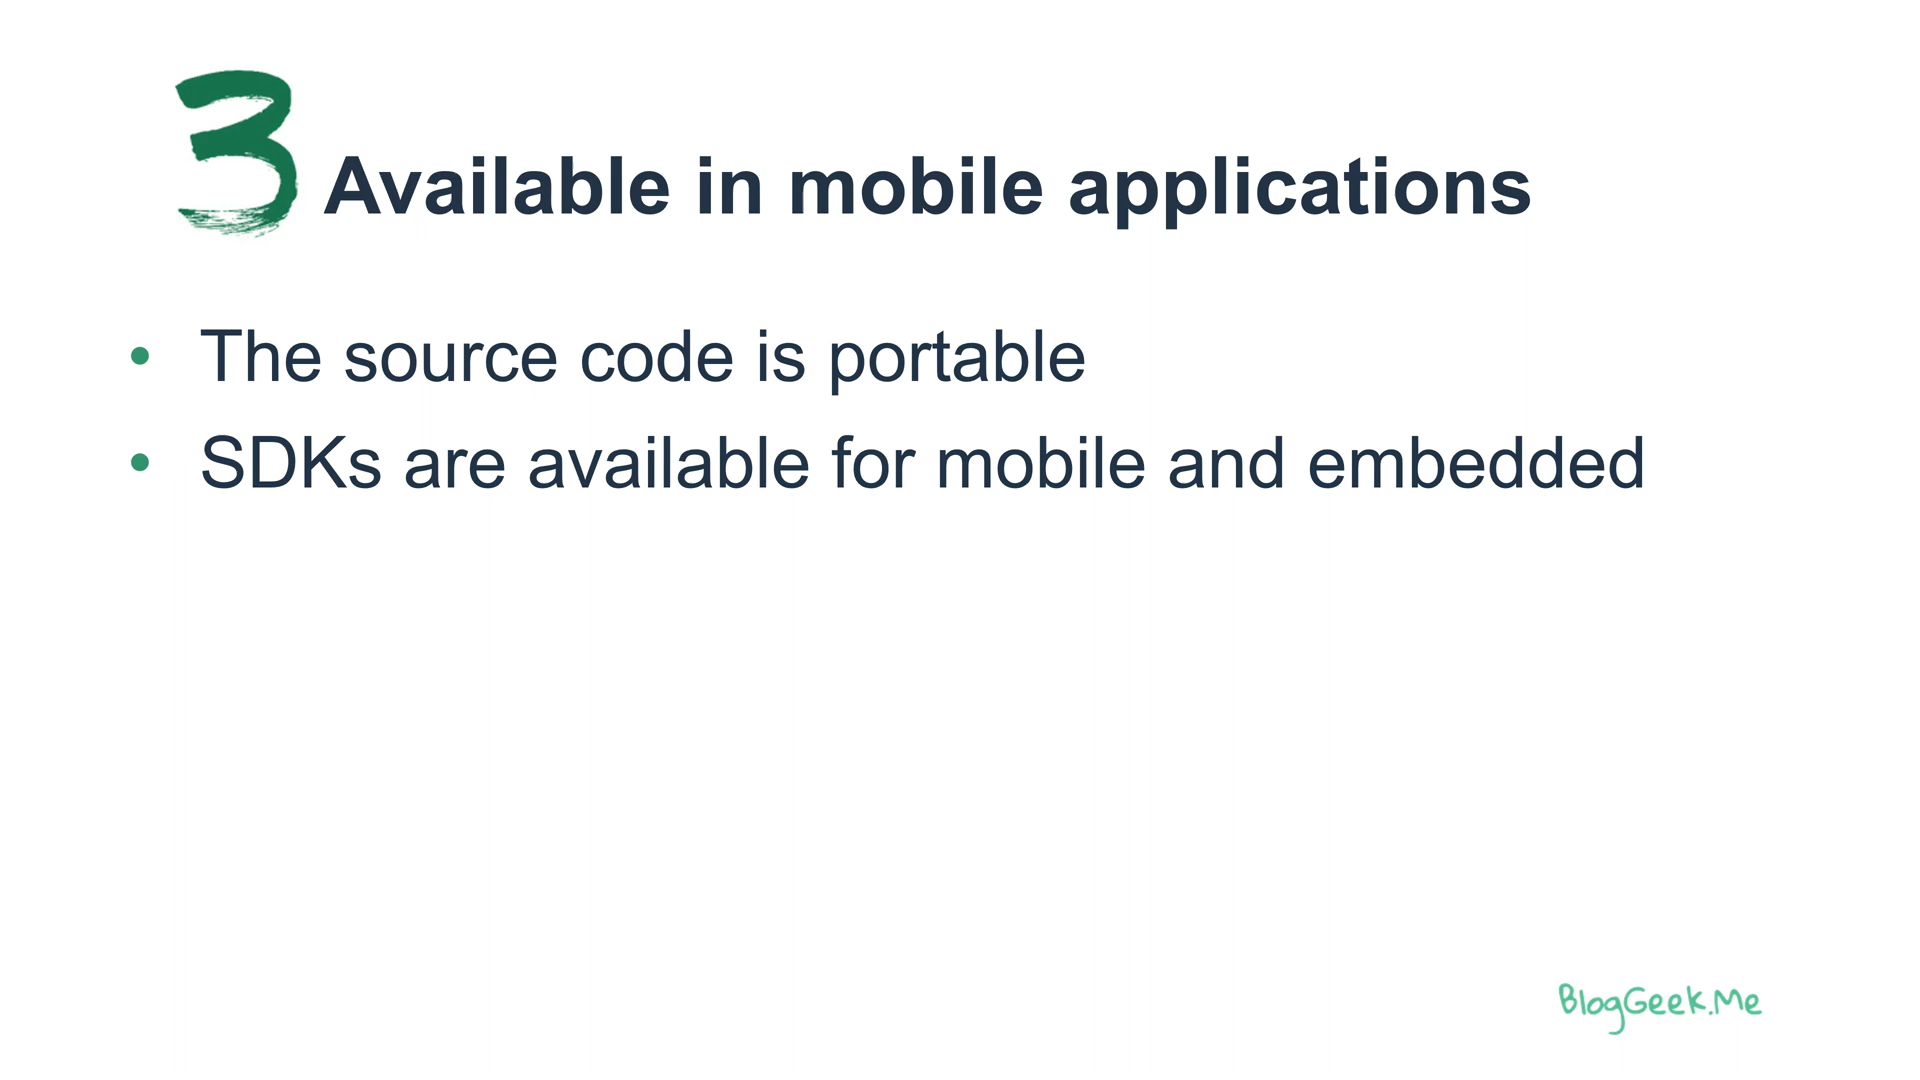 3 Available in mobile applications
• The source code is portable
• SDKs are available for mobile and embedded
BlogGeek.Me